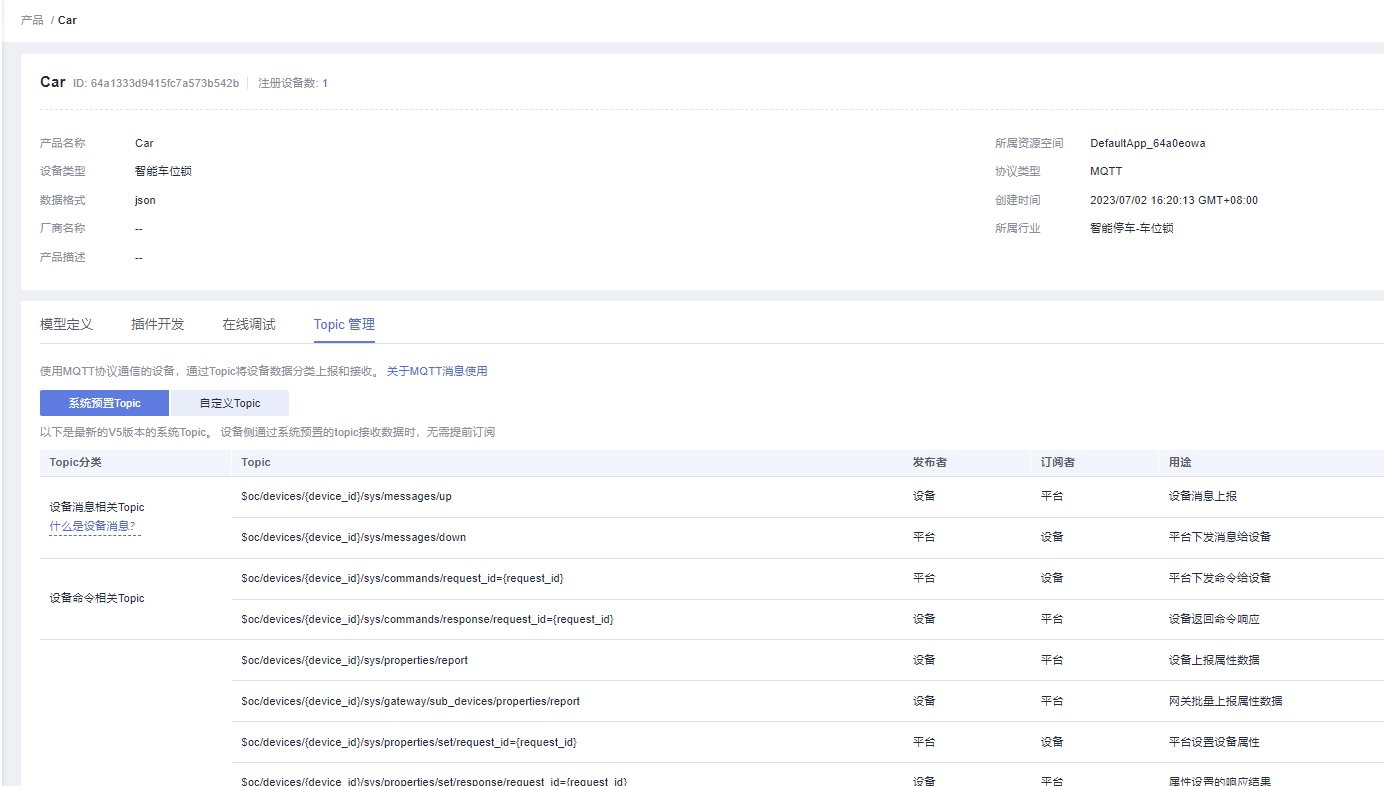 产品 / Car
Car ID: 64a1333d9415fc7a573b542b 注册设备数: 1
产品名称 Car 所属资源空间 DefaultApp_64a0eowa
设备类型 智能车位锁 协议类型 MQTT
数据格式 json 创建时间 2023/07/02 16:20:13 GMT+08:00
厂商名称 -- 所属行业 智能停车-车位锁
产品描述 --
模型定义 插件开发 在线调试 Topic 管理
使用MQTT协议通信的设备，通过Topic将设备数据分类上报和接收。 关于MQTT消息使用
系统预置Topic 自定义Topic
以下是最新的V5版本的系统Topic。 设备侧通过系统预置的topic接收数据时，无需提前订阅
Topic分类 Topic 发布者 订阅者 用途
设备消息相关Topic
什么是设备消息?
$oc/devices/{device_id}/sys/messages/up 设备 平台 设备消息上报
$oc/devices/{device_id}/sys/messages/down 平台 设备 平台下发消息给设备
设备命令相关Topic
$oc/devices/{device_id}/sys/commands/request_id={request_id} 平台 设备 平台下发命令给设备
$oc/devices/{device_id}/sys/commands/response/request_id={request_id} 设备 平台 设备返回命令响应
$oc/devices/{device_id}/sys/properties/report 设备 平台 设备上报属性数据
$oc/devices/{device_id}/sys/gateway/sub_devices/properties/report 设备 平台 网关批量上报属性数据
$oc/devices/{device_id}/sys/properties/set/request_id={request_id} 平台 设备 平台设置设备属性
$oc/devices/{device_id}/sys/properties/set/response/request_id={request_id} 设备 平台 属性设置的响应结果